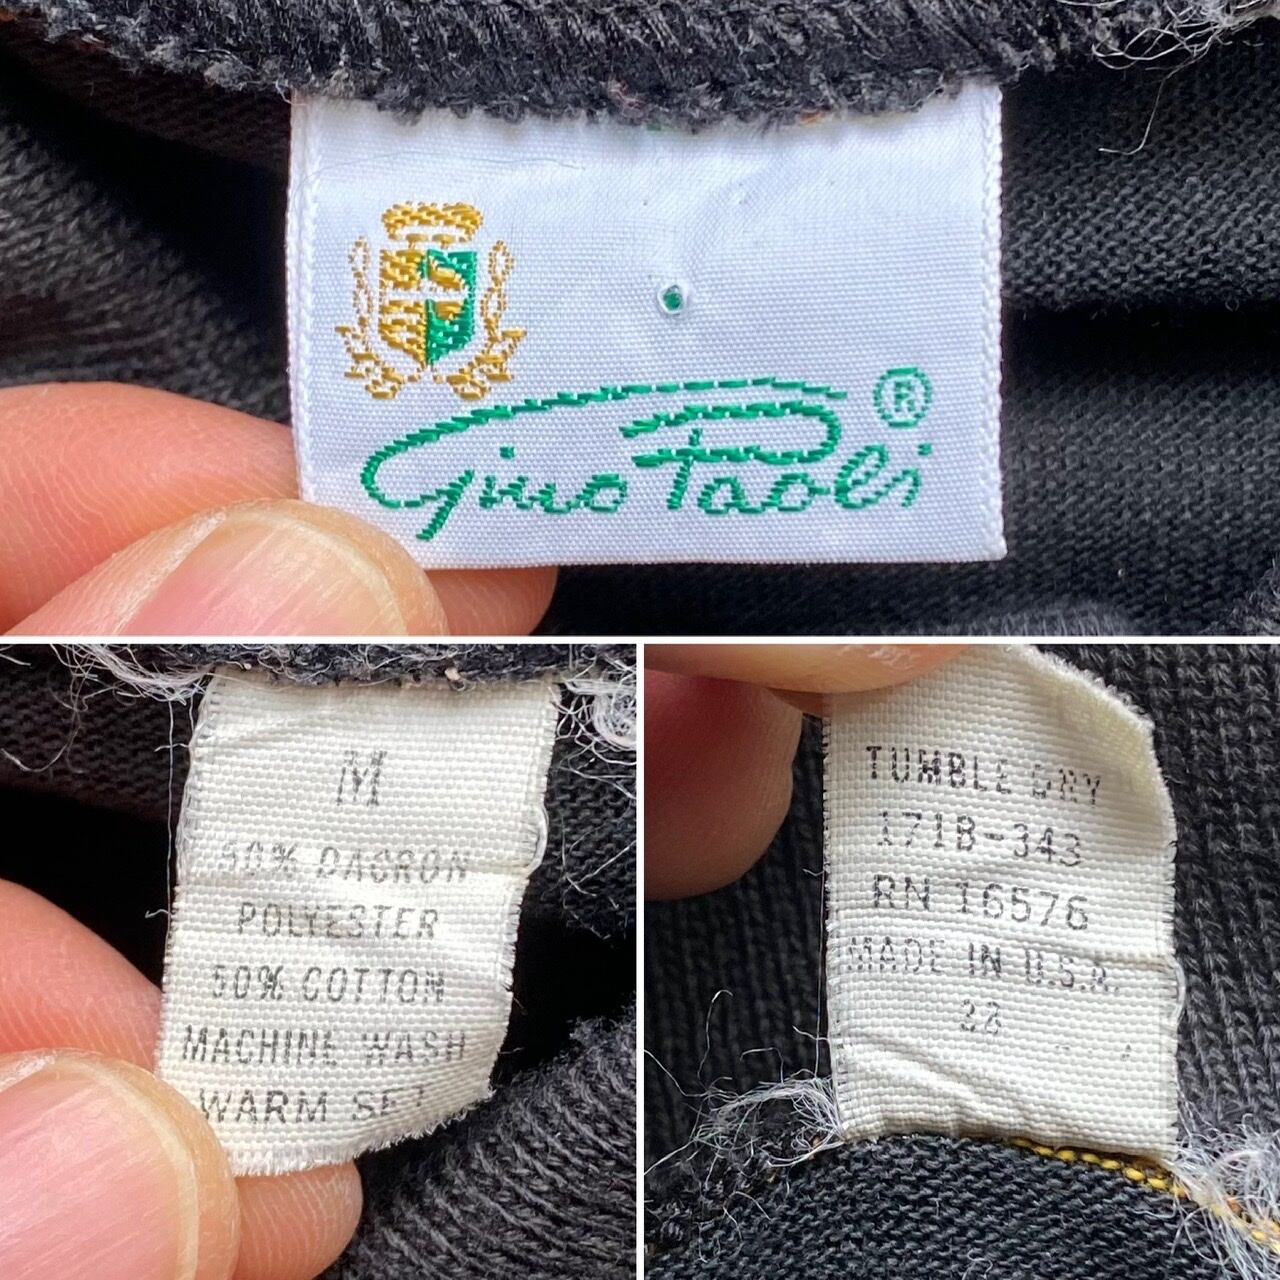 Gino Paoli ®
M
50% DACRON
POLYESTER
50% COTTON
MACHINE WASH
WARM SET
TUMBLE DRY
171B-343
RN 16576
MADE IN U.S.A.